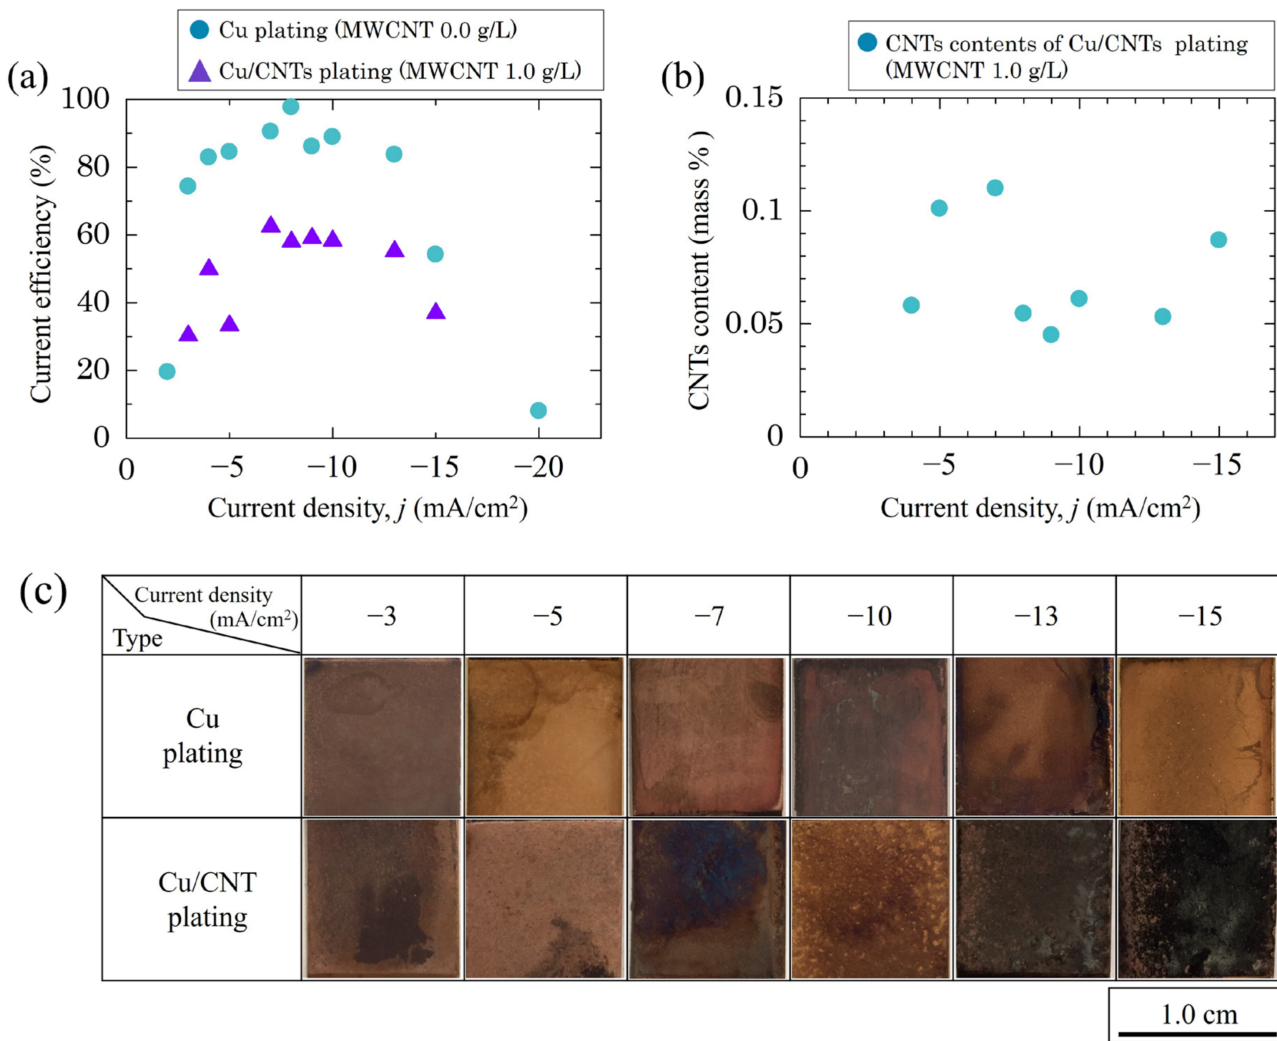 Cu plating (MWCNT 0.0 g/L)
Cu/CNTs plating (MWCNT 1.0 g/L)
(a)
100
80
60
40
20
0
Current efficiency (%)
0 −5 −10 −15 −20
Current density, j (mA/cm²)
CNTs contents of Cu/CNTs plating
(MWCNT 1.0 g/L)
(b)
0.15
0.1
0.05
0
CNTs content (mass % )
0 −5 −10 −15
Current density, j (mA/cm²)
(c)
Current density
(mA/cm²)
Type
−3 −5 −7 −10 −13 −15
Cu
plating
Cu/CNT
plating
1.0 cm